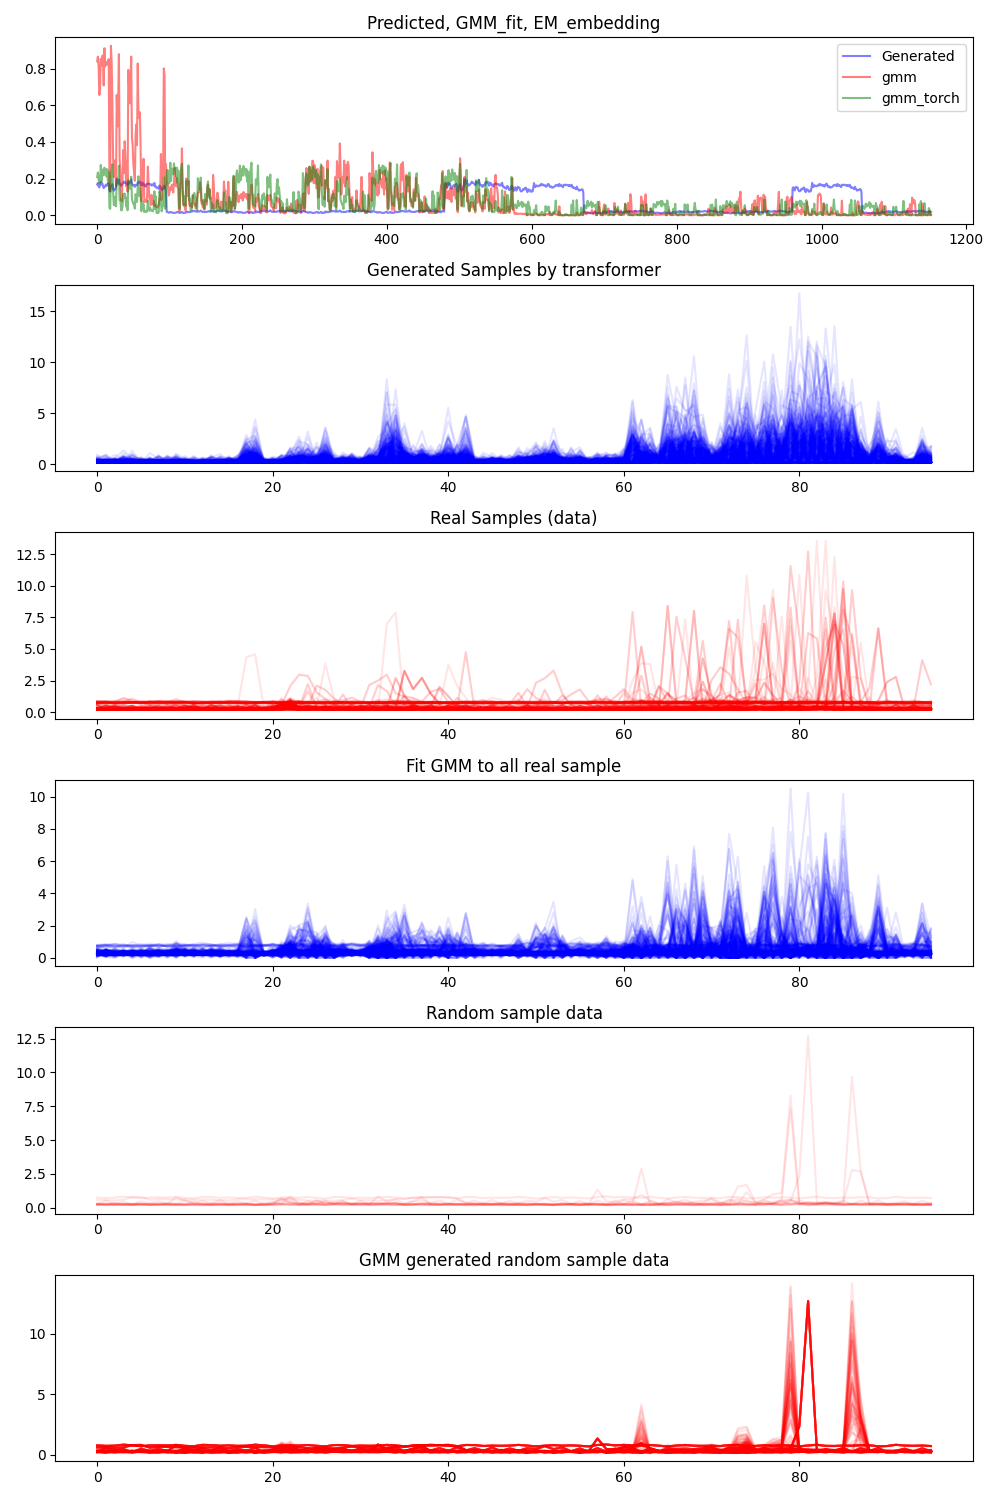 Predicted, GMM_fit, EM_embedding
Generated
gmm
gmm_torch
0.8
0.6
0.4
0.2
0.0
0 200 400 600 800 1000 1200
Generated Samples by transformer
15
10
5
0
0 20 40 60 80
Real Samples (data)
12.5
10.0
7.5
5.0
2.5
0.0
0 20 40 60 80
Fit GMM to all real sample
10
8
6
4
2
0
0 20 40 60 80
Random sample data
12.5
10.0
7.5
5.0
2.5
0.0
0 20 40 60 80
GMM generated random sample data
10
5
0
0 20 40 60 80